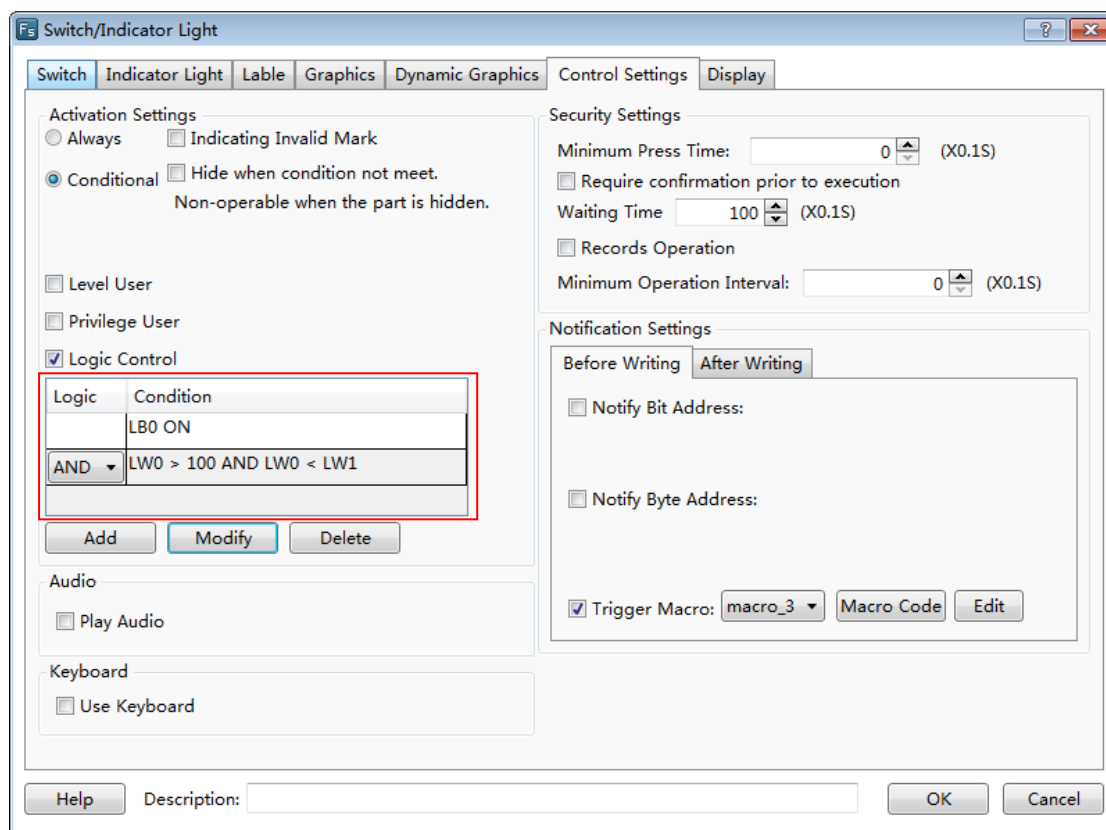 Fs Switch/Indicator Light
Switch Indicator Light Lable Graphics Dynamic Graphics Control Settings Display
Activation Settings
Always Indicating Invalid Mark
Conditional Hide when condition not meet.
Non-operable when the part is hidden.
Level User
Privilege User
Logic Control
Logic Condition
LB0 ON
AND LW0 > 100 AND LW0 < LW1
Add Modify Delete
Audio
Play Audio
Keyboard
Use Keyboard
Security Settings
Minimum Press Time: 0 (X0.1S)
Require confirmation prior to execution
Waiting Time 100 (X0.1S)
Records Operation
Minimum Operation Interval: 0 (X0.1S)
Notification Settings
Before Writing After Writing
Notify Bit Address:
Notify Byte Address:
Trigger Macro: macro_3 Macro Code Edit
Help Description: OK Cancel